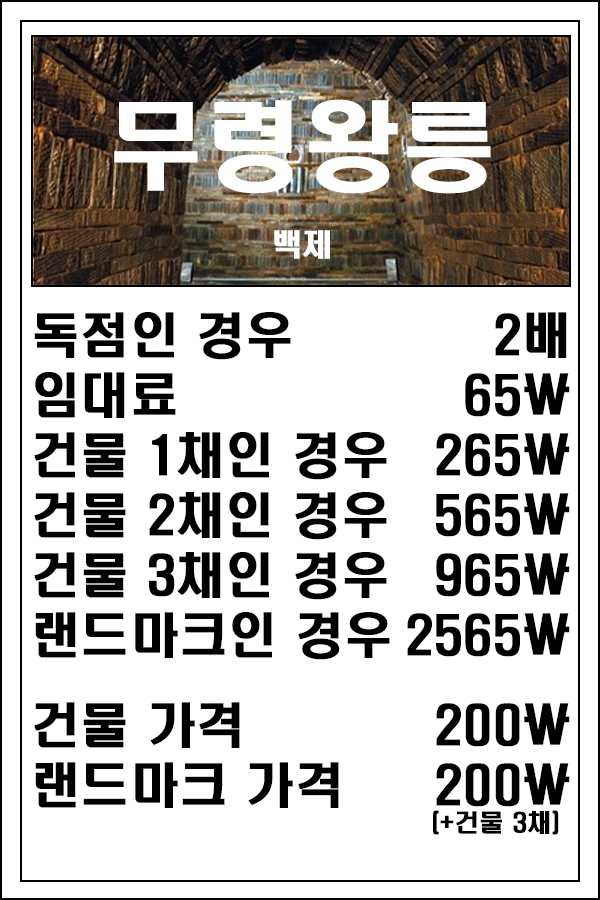 무령왕릉
백제
독점인 경우 2배
임대료 65₩
건물 1채인 경우 265₩
건물 2채인 경우 565₩
건물 3채인 경우 965₩
랜드마크인 경우 2565₩
건물 가격 200₩
랜드마크 가격 200₩
(+건물 3채)